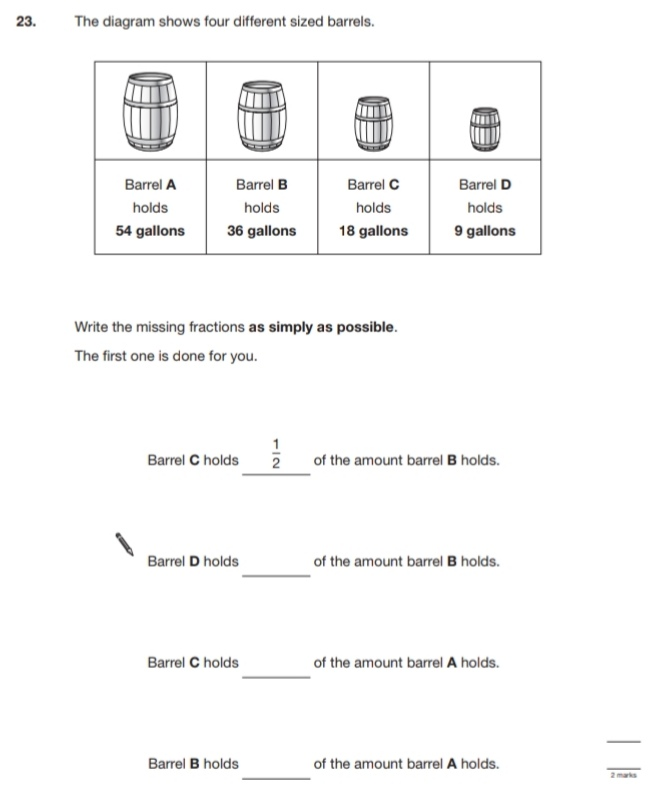 23. The diagram shows four different sized barrels.
Barrel A holds 54 gallons
Barrel B holds 36 gallons
Barrel C holds 18 gallons
Barrel D holds 9 gallons
Write the missing fractions as simply as possible.
The first one is done for you.
Barrel C holds 1/2 of the amount barrel B holds.
Barrel D holds ______ of the amount barrel B holds.
Barrel C holds ______ of the amount barrel A holds.
Barrel B holds ______ of the amount barrel A holds.
2 marks